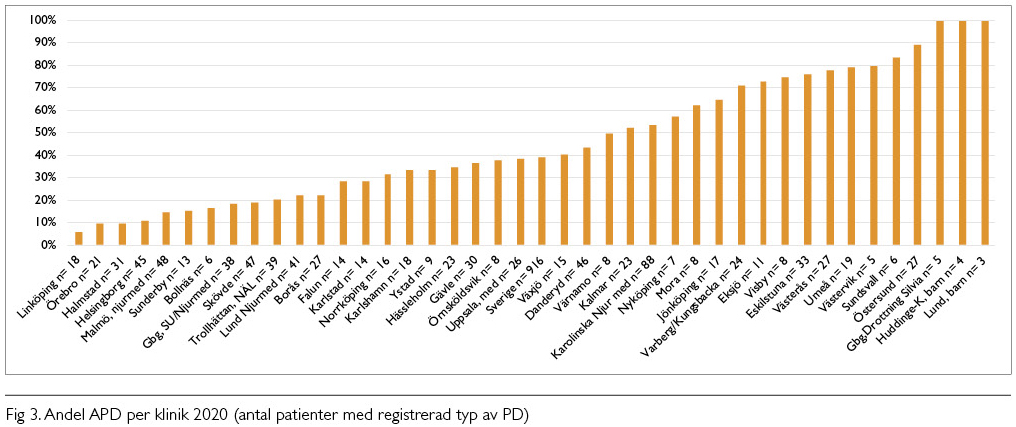 100%
90%
80%
70%
60%
50%
40%
30%
20%
10%
0%
Linköping n= 18
Örebro n= 21
Halmstad n= 31
Helsingborg n= 45
Malmö, njurmed n= 48
Sunderby n= 13
Bollnäs n= 6
Gbg, SU/Njurmed n= 38
Skövde n= 47
Trollhättan, NÄL n= 39
Lund Njurmed n= 41
Borås n= 27
Falun n= 14
Karlstad n= 14
Norrköping n= 16
Karlshamn n= 18
Ystad n= 9
Hässleholm n= 23
Gävle n= 30
Örnsköldsvik n= 8
Uppsala, med n= 26
Sverige n= 916
Växjö n= 15
Danderyd n= 46
Värnamo n= 8
Kalmar n= 23
Karolinska Njur med n= 88
Nyköping n= 7
Mora n= 8
Jönköping n= 17
Varberg/Kungsbacka n= 24
Eksjö n= 11
Visby n= 8
Eskilstuna n= 33
Västerås n= 27
Umeå n= 19
Västervik n= 5
Sundsvall n= 6
Östersund n= 27
Gbg,Drottning Silvia n= 5
Huddinge-K, barn n= 4
Lund, barn n= 3
Fig 3. Andel APD per klinik 2020 (antal patienter med registrerad typ av PD)